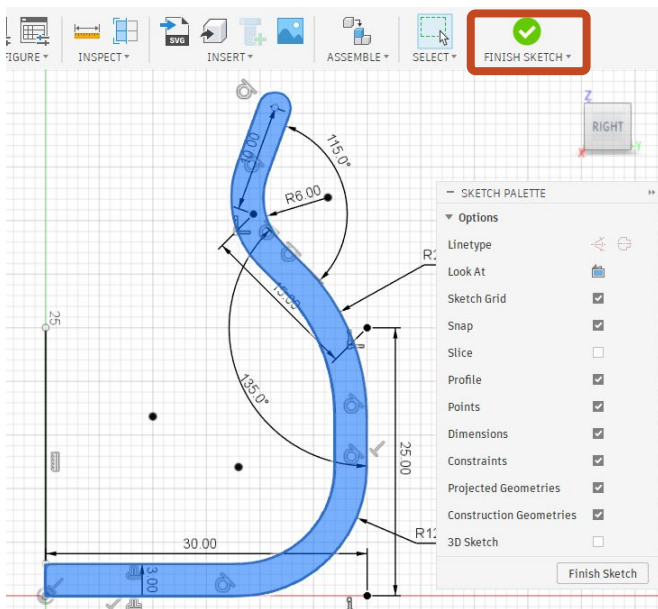 SVG
FIGURE
INSPECT
INSERT
ASSEMBLE
SELECT
FINISH SKETCH
Z
RIGHT
X
Y
10.00
115.0°
R6.00
SKETCH PALETTE
Options
Linetype
Look At
Sketch Grid
Snap
Slice
Profile
Points
Dimensions
Constraints
Projected Geometries
Construction Geometries
3D Sketch
Finish Sketch
15.00
25
135.0°
25.00
30.00
3.00